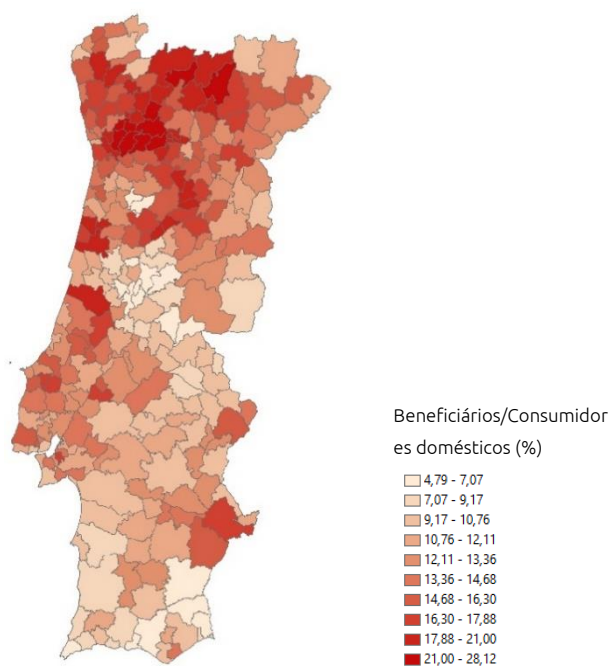 Beneficiários/Consumidor
es domésticos (%)
4,79 - 7,07
7,07 - 9,17
9,17 - 10,76
10,76 - 12,11
12,11 - 13,36
13,36 - 14,68
14,68 - 16,30
16,30 - 17,88
17,88 - 21,00
21,00 - 28,12